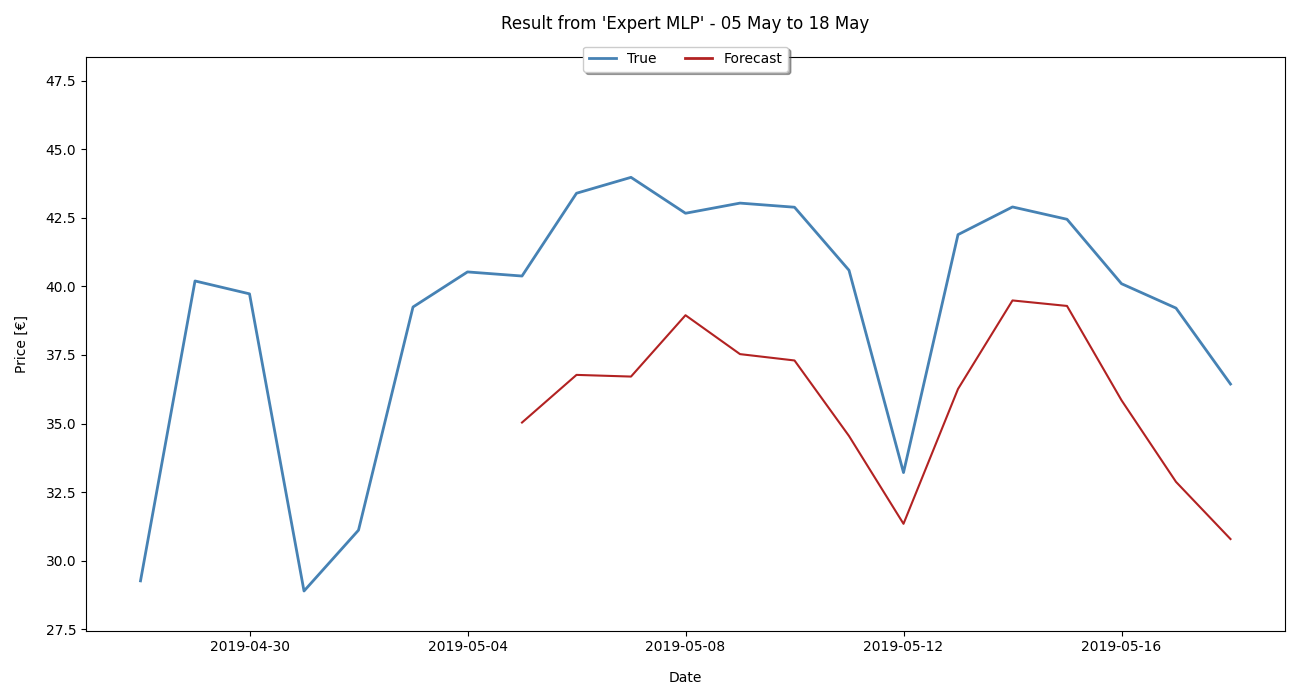 Result from 'Expert MLP' - 05 May to 18 May
True Forecast
47.5
45.0
42.5
40.0
37.5
35.0
32.5
30.0
27.5
Price [€]
2019-04-30 2019-05-04 2019-05-08 2019-05-12 2019-05-16
Date